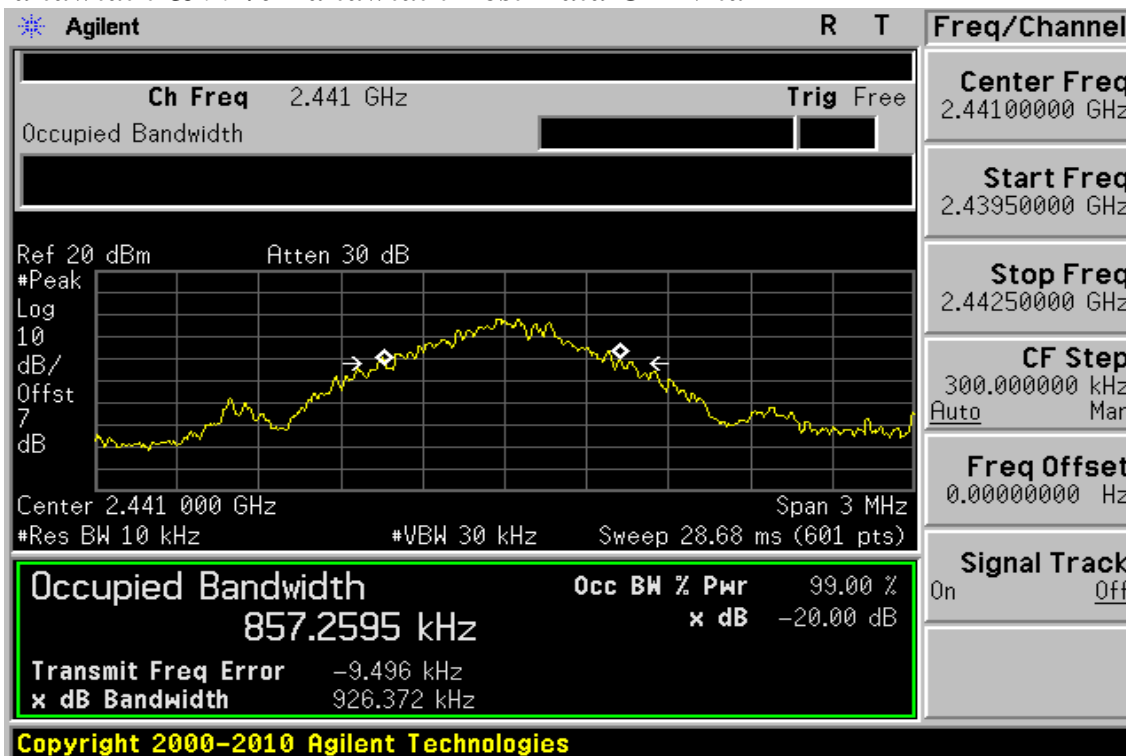 Agilent R T Freq/Channel
Ch Freq 2.441 GHz Trig Free
Occupied Bandwidth
Center Freq
2.44100000 GHz
Start Freq
2.43950000 GHz
Stop Freq
2.44250000 GHz
CF Step
300.000000 kHz
Auto Man
Freq Offset
0.00000000 Hz
Signal Track
On Off
Ref 20 dBm Atten 30 dB
#Peak
Log
10
dB/
Offst
7
dB
Center 2.441 000 GHz Span 3 MHz
#Res BW 10 kHz #VBW 30 kHz Sweep 28.68 ms (601 pts)
Occupied Bandwidth Occ BW % Pwr 99.00 %
857.2595 kHz x dB -20.00 dB
Transmit Freq Error -9.496 kHz
x dB Bandwidth 926.372 kHz
Copyright 2000-2010 Agilent Technologies